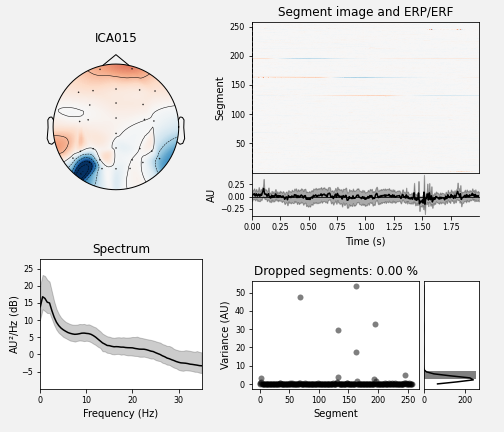 ICA015
Segment image and ERP/ERF
250
200
150
100
50
Segment
0.25
0.00
−0.25
AU
0.00 0.25 0.50 0.75 1.00 1.25 1.50 1.75
Time (s)
Spectrum
25
20
15
10
5
0
−5
AU²/Hz (dB)
0 10 20 30
Frequency (Hz)
Dropped segments: 0.00 %
50
40
30
20
10
0
Variance (AU)
0 50 100 150 200 250
Segment
0 200